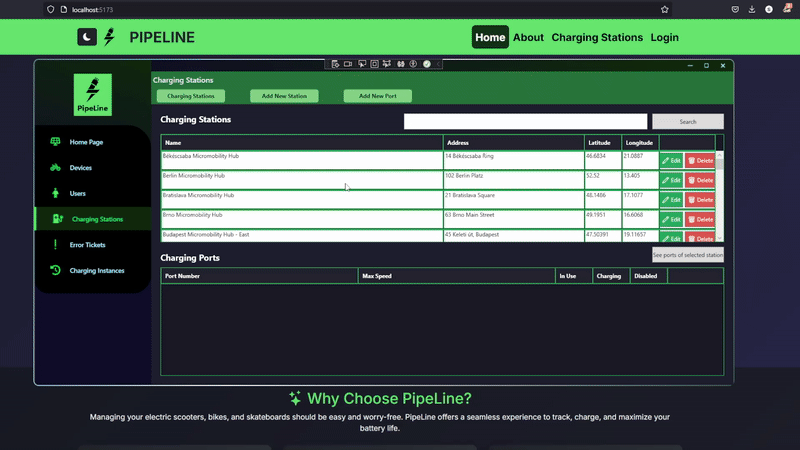 localhost:5173
PIPELINE
Home About Charging Stations Login
PipeLine
Home Page
Devices
Users
Charging Stations
Error Tickets
Charging Instances
Charging Stations
Charging Stations Add New Station Add New Port
Charging Stations Search
Name Address Latitude Longitude
Békéscsaba Micromobility Hub 14 Békéscsaba Ring 46.6834 21.0887 Edit Delete
Berlin Micromobility Hub 102 Berlin Platz 52.52 13.405 Edit Delete
Bratislava Micromobility Hub 21 Bratislava Square 48.1486 17.1077 Edit Delete
Brno Micromobility Hub 63 Brno Main Street 49.1951 16.6068 Edit Delete
Budapest Micromobility Hub - East 45 Keleti út, Budapest 47.50391 19.11657 Edit Delete
Charging Ports See ports of selected station
Port Number Max Speed In Use Charging Disabled
Why Choose PipeLine?
Managing your electric scooters, bikes, and skateboards should be easy and worry-free. PipeLine offers a seamless experience to track, charge, and maximize your
battery life.